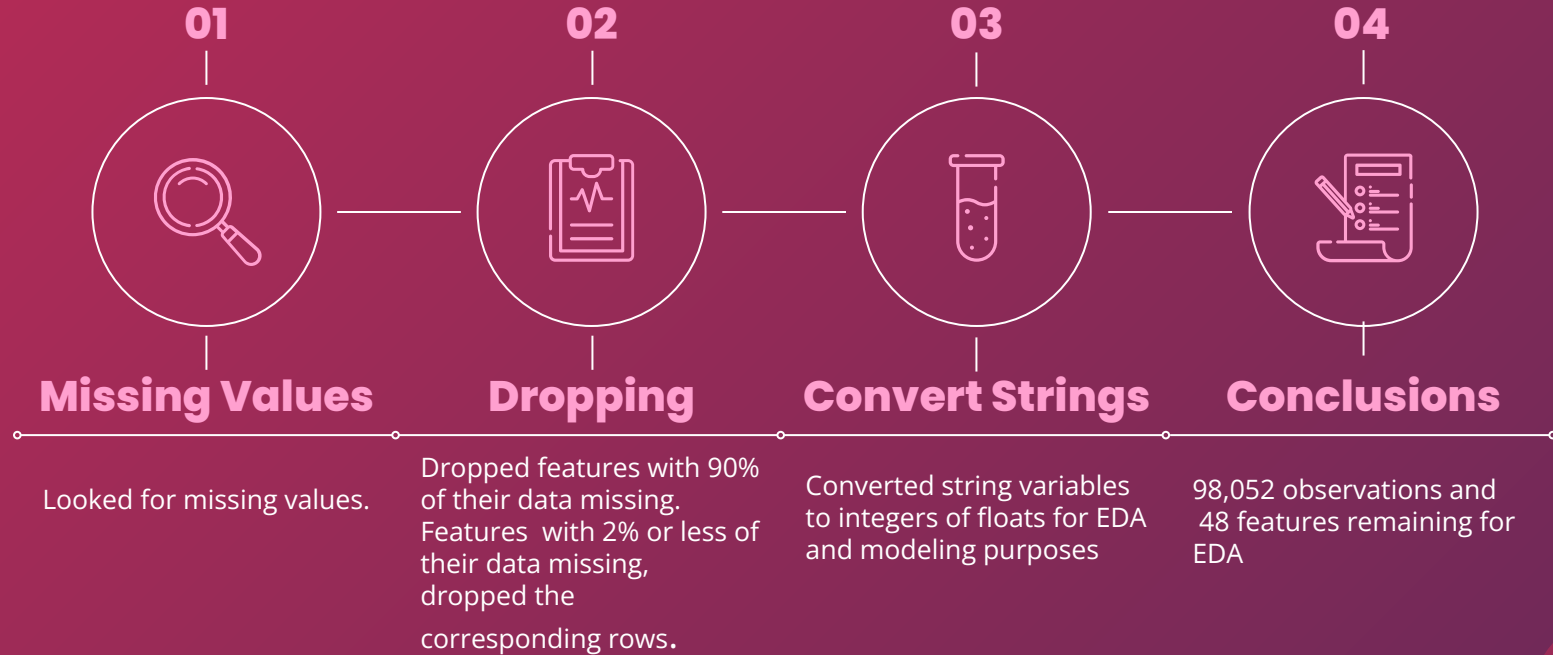 01
02
03
04
Missing Values
Dropping
Convert Strings
Conclusions
Looked for missing values.
Dropped features with 90%
of their data missing.
Features  with 2% or less of
their data missing,
dropped the
corresponding rows.
Converted string variables
to integers of floats for EDA
and modeling purposes
98,052 observations and
48 features remaining for
EDA